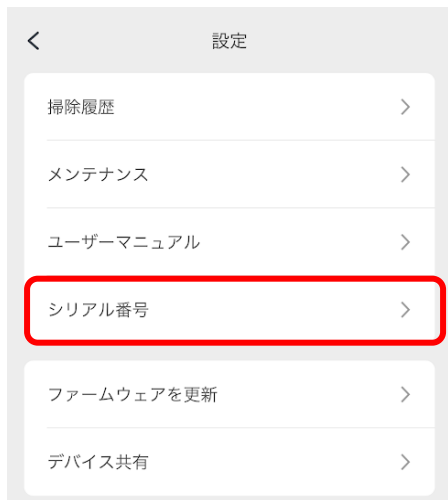 設定
掃除履歴
メンテナンス
ユーザーマニュアル
シリアル番号
ファームウェアを更新
デバイス共有